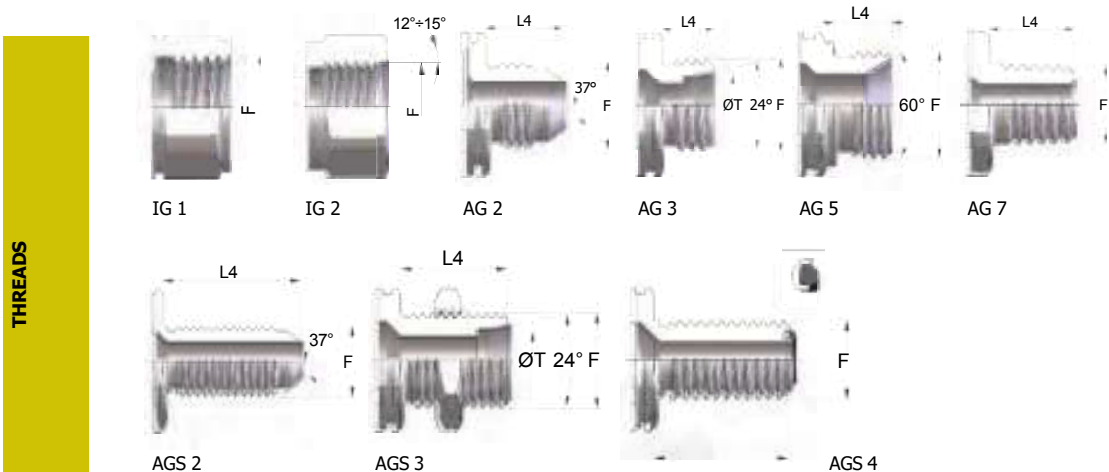 THREADS
12°÷15°
F
F
IG 1
IG 2
L4
37°
F
AG 2
L4
ØT 24° F
AG 3
L4
60° F
AG 5
L4
F
AG 7
L4
37°
F
AGS 2
L4
ØT 24° F
AGS 3
F
AGS 4